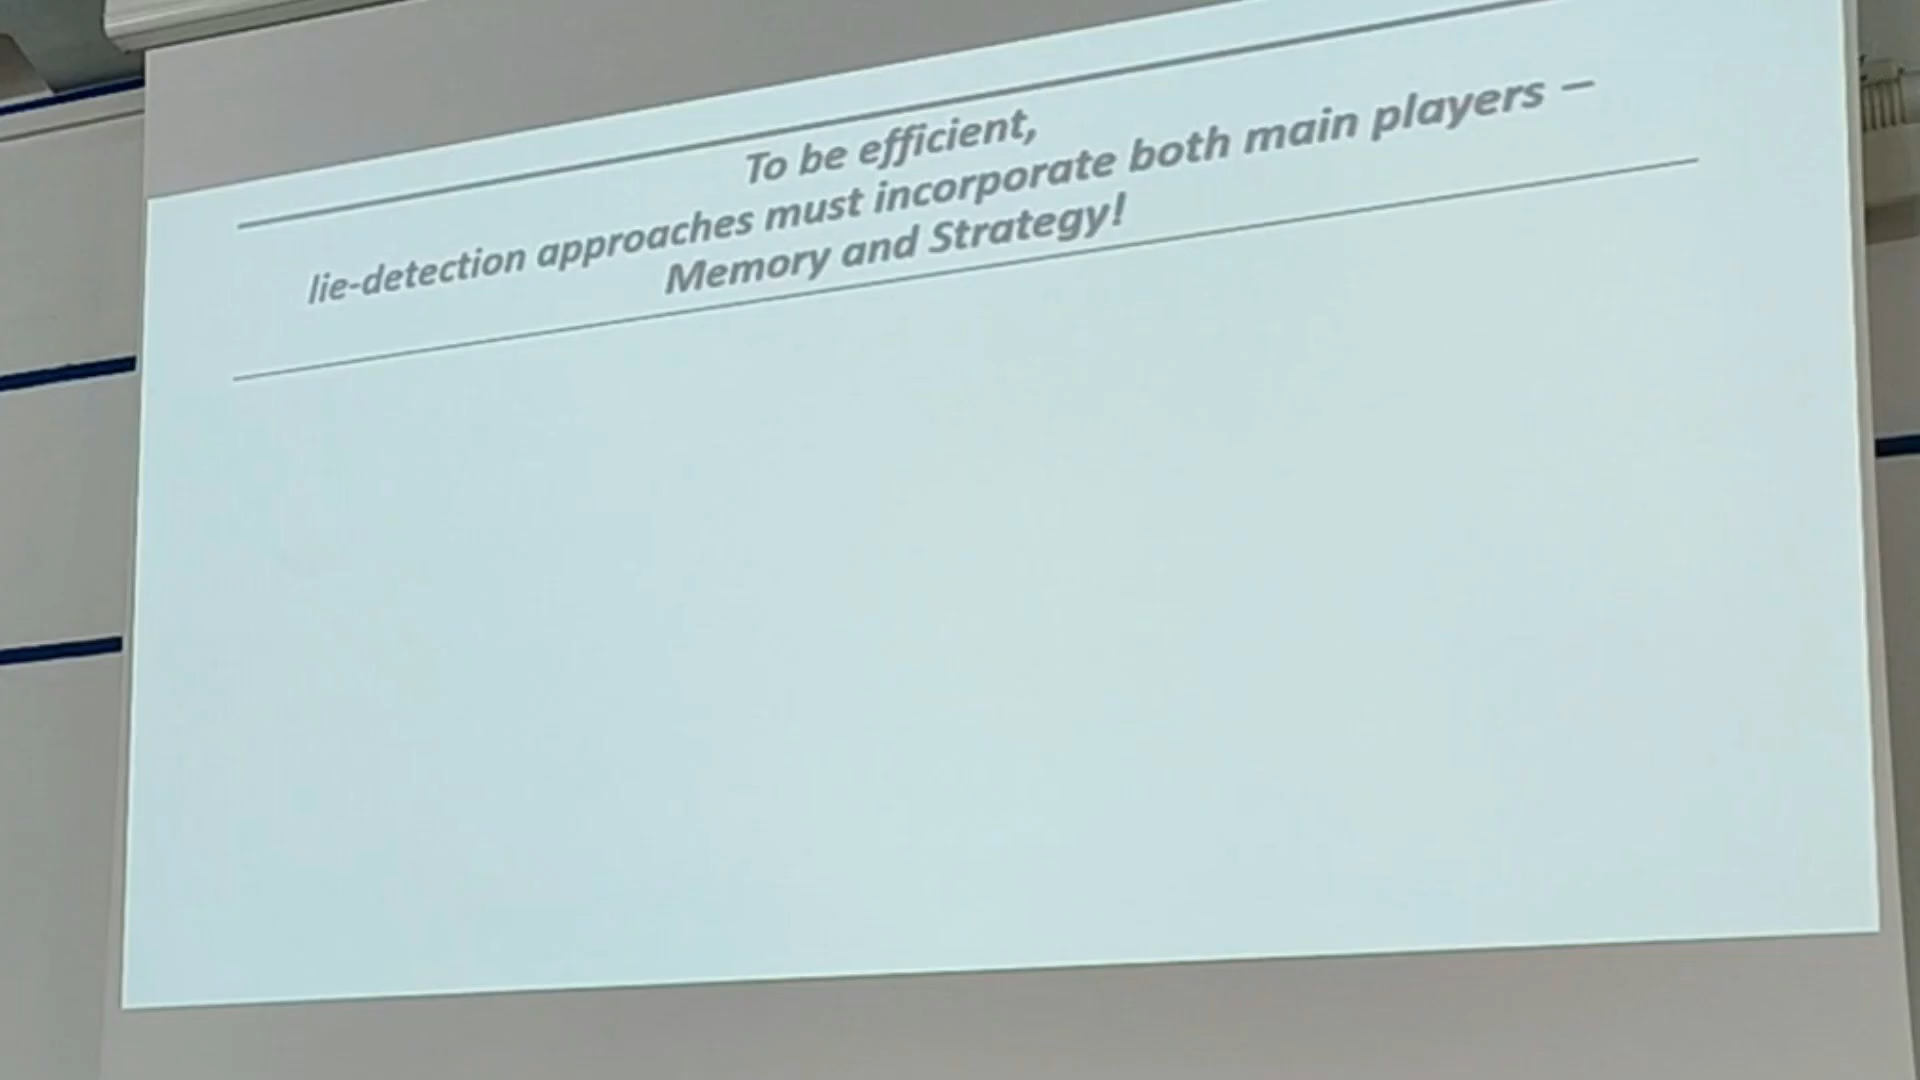 To be efficient,
lie-detection approaches must incorporate both main players –
Memory and Strategy!